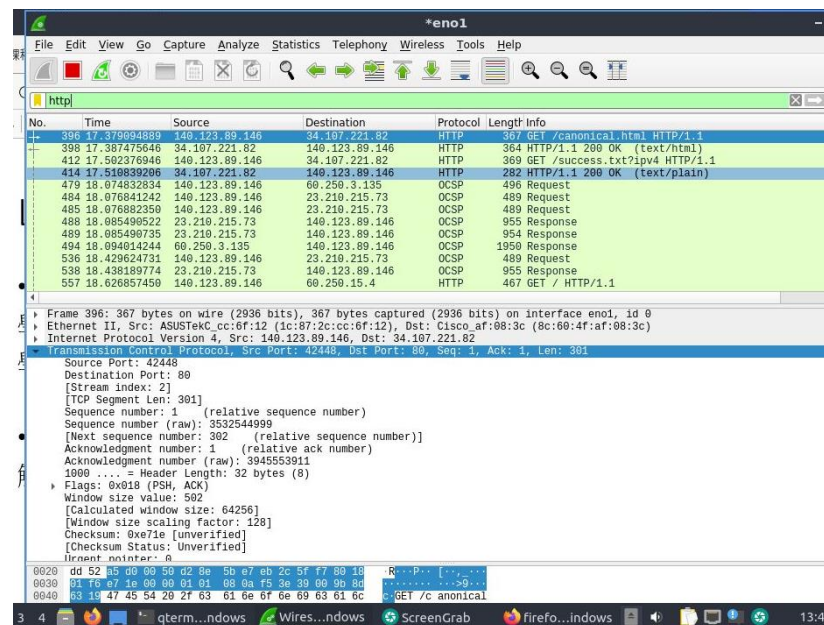 *eno1
File Edit View Go Capture Analyze Statistics Telephony Wireless Tools Help
http
No. Time Source Destination Protocol Length Info
396 17.379094889 140.123.89.146 34.107.221.82 HTTP 367 GET /canonical.html HTTP/1.1
398 17.387475646 34.107.221.82 140.123.89.146 HTTP 364 HTTP/1.1 200 OK (text/html)
412 17.502376946 140.123.89.146 34.107.221.82 HTTP 369 GET /success.txt?ipv4 HTTP/1.1
414 17.510839206 34.107.221.82 140.123.89.146 HTTP 282 HTTP/1.1 200 OK (text/plain)
479 18.074832834 140.123.89.146 60.250.3.135 OCSP 496 Request
484 18.076841242 140.123.89.146 23.210.215.73 OCSP 489 Request
485 18.076882350 140.123.89.146 23.210.215.73 OCSP 489 Request
488 18.085490522 23.210.215.73 140.123.89.146 OCSP 955 Response
489 18.085490735 23.210.215.73 140.123.89.146 OCSP 954 Response
494 18.094014244 60.250.3.135 140.123.89.146 OCSP 1950 Response
536 18.429624731 140.123.89.146 23.210.215.73 OCSP 489 Request
538 18.438189774 23.210.215.73 140.123.89.146 OCSP 955 Response
557 18.626857450 140.123.89.146 60.250.15.4 HTTP 467 GET / HTTP/1.1
Frame 396: 367 bytes on wire (2936 bits), 367 bytes captured (2936 bits) on interface eno1, id 0
Ethernet II, Src: ASUSTekC_cc:6f:12 (1c:87:2c:cc:6f:12), Dst: Cisco_af:08:3c (8c:60:4f:af:08:3c)
Internet Protocol Version 4, Src: 140.123.89.146, Dst: 34.107.221.82
Transmission Control Protocol, Src Port: 42448, Dst Port: 80, Seq: 1, Ack: 1, Len: 301
Source Port: 42448
Destination Port: 80
[Stream index: 2]
[TCP Segment Len: 301]
Sequence number: 1 (relative sequence number)
Sequence number (raw): 3532544999
[Next sequence number: 302 (relative sequence number)]
Acknowledgment number: 1 (relative ack number)
Acknowledgment number (raw): 3945553911
1000 .... = Header Length: 32 bytes (8)
Flags: 0x018 (PSH, ACK)
Window size value: 502
[Calculated window size: 64256]
[Window size scaling factor: 128]
Checksum: 0xe71e [unverified]
[Checksum Status: Unverified]
Urgent pointer: 0
0020 dd 52 a5 d0 00 50 d2 8e 5b e7 eb 2c 5f f7 80 18 ·R···P·· [··,_···
0030 01 f6 e7 1e 00 00 01 01 08 0a f5 3e 39 00 9b 8d ········ ···>9···
0040 63 19 47 45 54 20 2f 63 61 6e 6f 6e 69 63 61 6c c·GET /c anonical
3 4 qterm...ndows Wires...ndows ScreenGrab firefo...indows 13:4